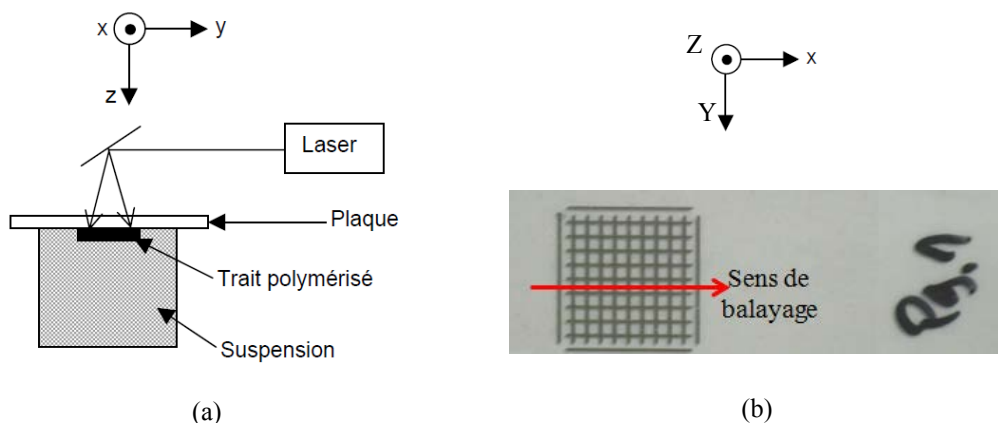 x y
z
Laser
Plaque
Trait polymérisé
Suspension
(a)
Z x
Y
Sens de
balayage
(b)